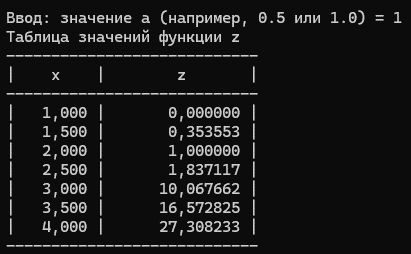 Ввод: значение a (например, 0.5 или 1.0) = 1
Таблица значений функции z
----------------------------
|    x    |        z       |
----------------------------
|   1,000 |       0,000000 |
|   1,500 |       0,353553 |
|   2,000 |       1,000000 |
|   2,500 |       1,837117 |
|   3,000 |      10,067662 |
|   3,500 |      16,572825 |
|   4,000 |      27,308233 |
----------------------------